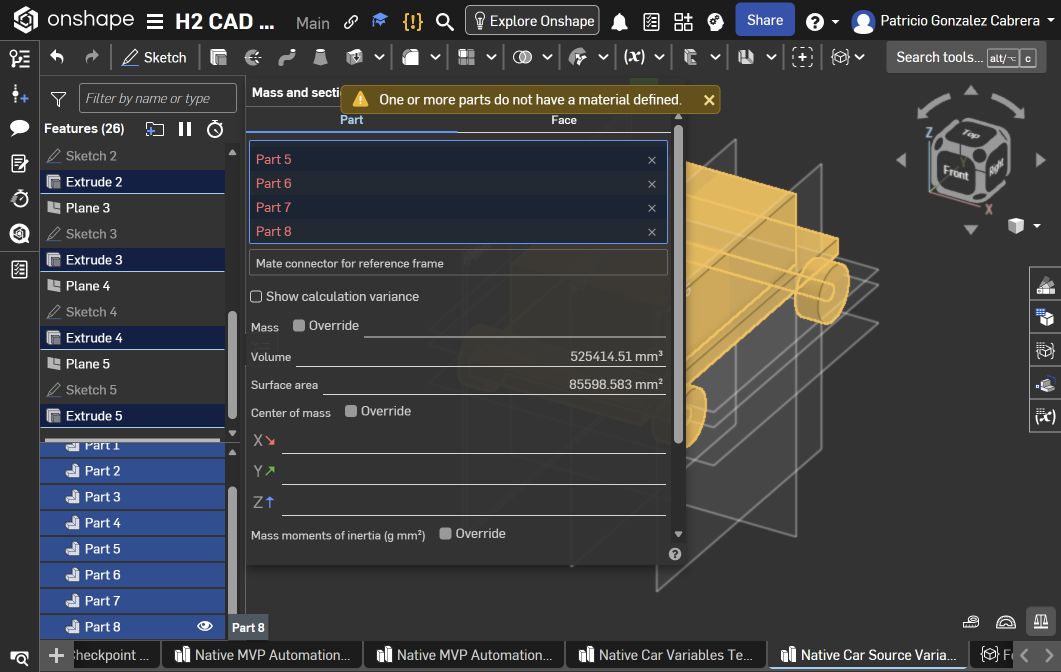 onshape
H2 CAD ...
Main
Explore Onshape
Share
Patricio Gonzalez Cabrera
Sketch
Search tools...
alt/⌥
c
Filter by name or type
Mass and secti
One or more parts do not have a material defined.
Features (26)
Part
Face
Sketch 2
Extrude 2
Plane 3
Sketch 3
Extrude 3
Plane 4
Sketch 4
Extrude 4
Plane 5
Sketch 5
Extrude 5
Part 1
Part 2
Part 3
Part 4
Part 5
Part 6
Part 7
Part 8
Part 8
Part 5
Part 6
Part 7
Part 8
Mate connector for reference frame
Show calculation variance
Mass
Override
Volume
525414.51 mm³
Surface area
85598.583 mm²
Center of mass
Override
X
Y
Z
Mass moments of inertia (g mm²)
Override
Z
Top
Y
Front
Right
X
Checkpoint ...
Native MVP Automation...
Native MVP Automation...
Native Car Variables Te...
Native Car Source Varia...